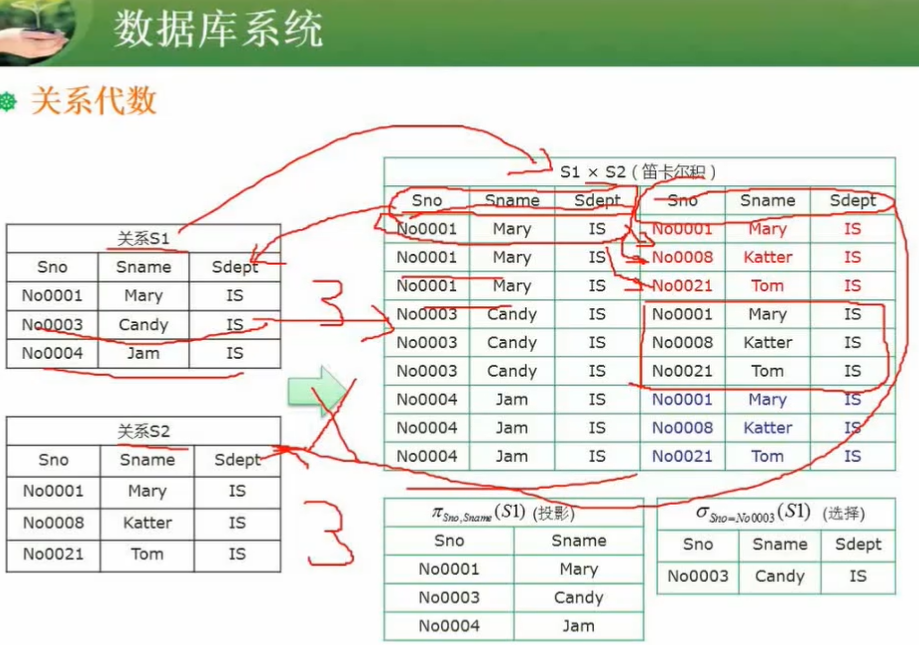 数据库系统
关系代数
关系S1
Sno Sname Sdept
No0001 Mary IS
No0003 Candy IS
No0004 Jam IS
3
关系S2
Sno Sname Sdept
No0001 Mary IS
No0008 Katter IS
No0021 Tom IS
3
S1 × S2 ( 笛卡尔积 )
Sno Sname Sdept Sno Sname Sdept
No0001 Mary IS No0001 Mary IS
No0001 Mary IS No0008 Katter IS
No0001 Mary IS No0021 Tom IS
No0003 Candy IS No0001 Mary IS
No0003 Candy IS No0008 Katter IS
No0003 Candy IS No0021 Tom IS
No0004 Jam IS No0001 Mary IS
No0004 Jam IS No0008 Katter IS
No0004 Jam IS No0021 Tom IS
π Sno,Sname (S1) (投影)
Sno Sname
No0001 Mary
No0003 Candy
No0004 Jam
σ Sno=No0003 (S1) (选择)
Sno Sname Sdept
No0003 Candy IS